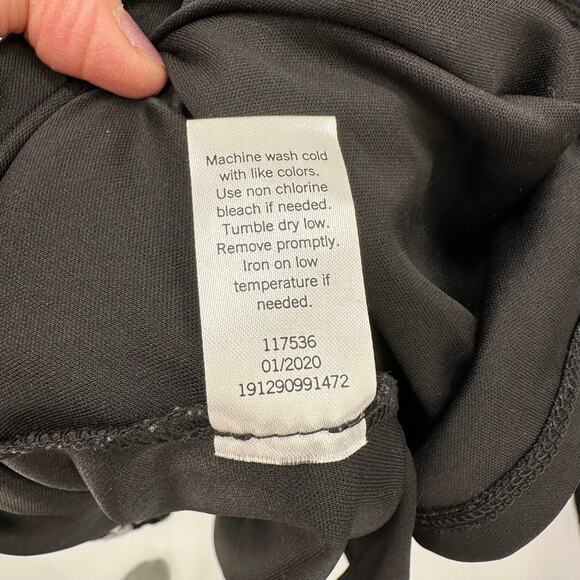 Machine wash cold
with like colors.
Use non chlorine
bleach if needed.
Tumble dry low.
Remove promptly.
Iron on low
temperature if
needed.
117536
01/2020
191290991472